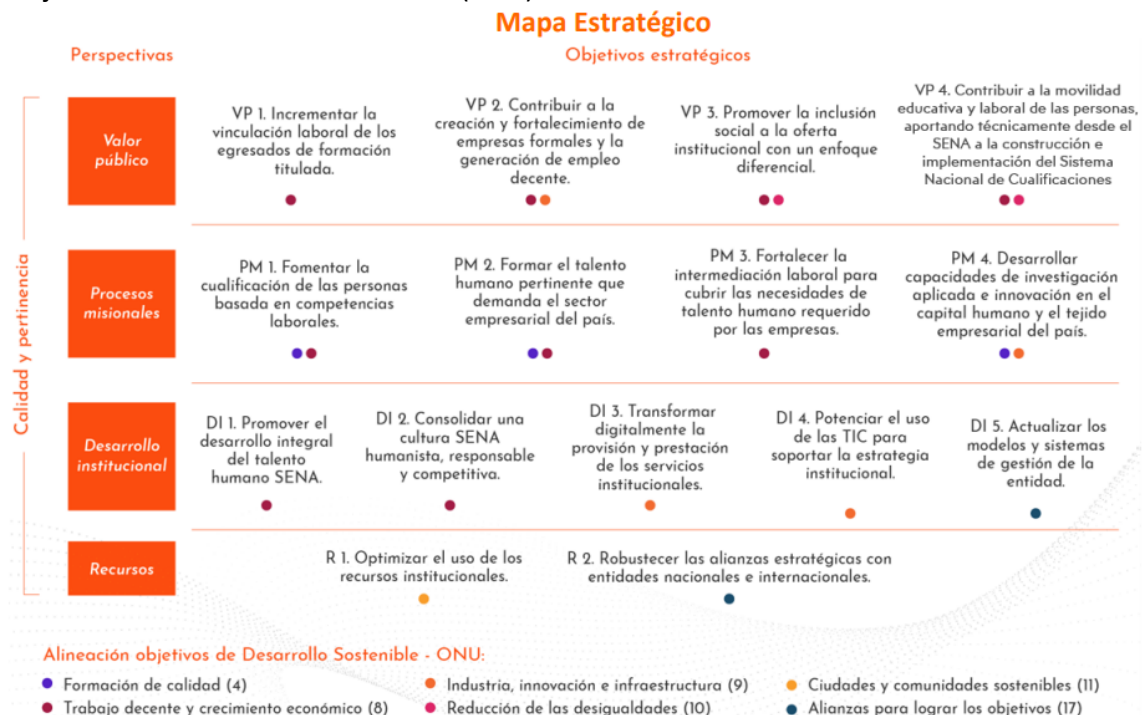 Mapa Estratégico
Perspectivas
Objetivos estratégicos
Calidad y pertinencia
Valor
público
VP 1. Incrementar la
vinculación laboral de los
egresados de formación
titulada.
VP 2. Contribuir a la
creación y fortalecimiento de
empresas formales y la
generación de empleo
decente.
VP 3. Promover la inclusión
social a la oferta
institucional con un enfoque
diferencial.
VP 4. Contribuir a la movilidad
educativa y laboral de las personas,
aportando técnicamente desde el
SENA a la construcción e
implementación del Sistema
Nacional de Cualificaciones
Procesos
misionales
PM 1. Fomentar la
cualificación de las personas
basada en competencias
laborales.
PM 2. Formar el talento
humano pertinente que
demanda el sector
empresarial del país.
PM 3. Fortalecer la
intermediación laboral para
cubrir las necesidades de
talento humano requerido
por las empresas.
PM 4. Desarrollar
capacidades de investigación
aplicada e innovación en el
capital humano y el tejido
empresarial del país.
Desarrollo
institucional
DI 1. Promover el
desarrollo integral
del talento
humano SENA.
DI 2. Consolidar una
cultura SENA
humanista, responsable
y competitiva.
DI 3. Transformar
digitalmente la
provisión y prestación
de los servicios
institucionales.
DI 4. Potenciar el uso
de las TIC para
soportar la estrategia
institucional.
DI 5. Actualizar los
modelos y sistemas
de gestión de la
entidad.
Recursos
R 1. Optimizar el uso de los
recursos institucionales.
R 2. Robustecer las alianzas estratégicas con
entidades nacionales e internacionales.
Alineación objetivos de Desarrollo Sostenible - ONU:
Formación de calidad (4)
Industria, innovación e infraestructura (9)
Ciudades y comunidades sostenibles (11)
Trabajo decente y crecimiento económico (8)
Reducción de las desigualdades (10)
Alianzas para lograr los objetivos (17)